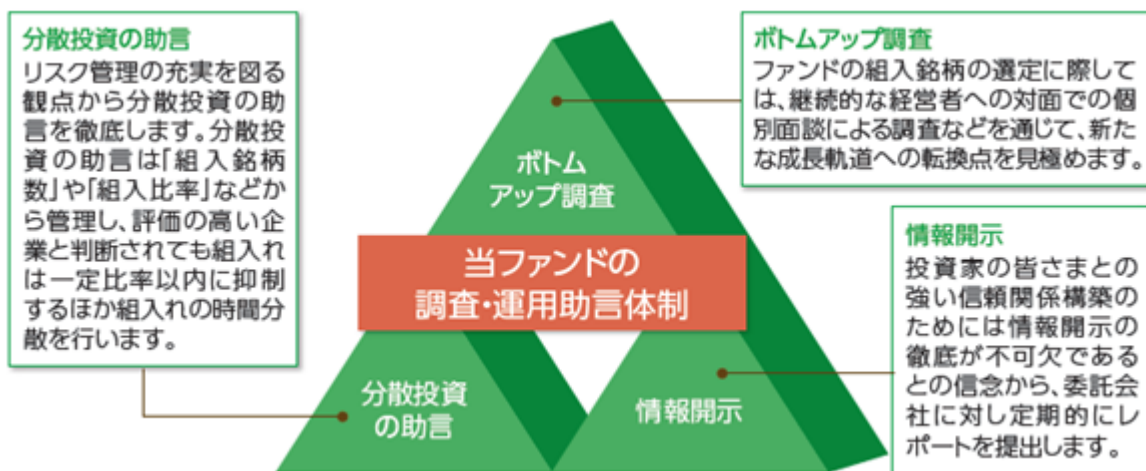 分散投資の助言
リスク管理の充実を図る
観点から分散投資の助
言を徹底します。分散投
資の助言は「組入銘柄
数」や「組入比率」などか
ら管理し、評価の高い企
業と判断されても組入れ
は一定比率以内に抑制
するほか組入れの時間分
散を行います。
ボトムアップ調査
ファンドの組入銘柄の選定に際して
は、継続的な経営者への対面での個
別面談による調査などを通じて、新た
な成長軌道への転換点を見極めます。
ボトム
アップ調査
当ファンドの
調査・運用助言体制
情報開示
投資家の皆さまとの
強い信頼関係構築の
ためには情報開示の
徹底が不可欠である
との信念から、委託会
社に対し定期的にレ
ポートを提出します。
分散投資
の助言
情報開示